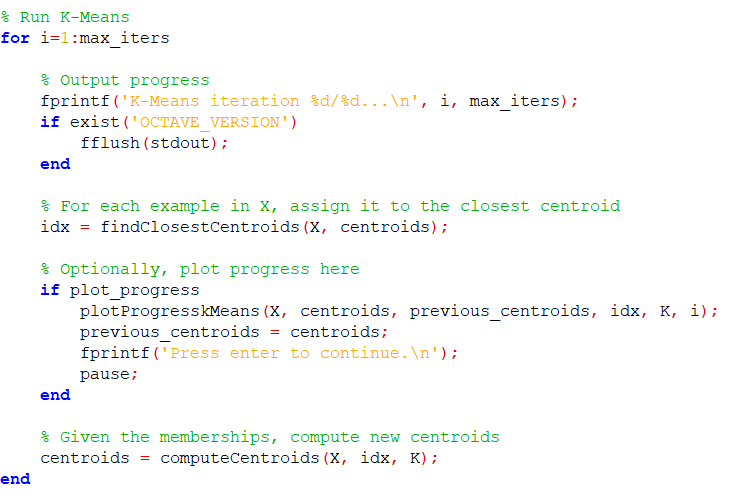 % Run K-Means
for i=1:max_iters
% Output progress
fprintf('K-Means iteration %d/%d...\n', i, max_iters);
if exist('OCTAVE_VERSION')
fflush(stdout);
end
% For each example in X, assign it to the closest centroid
idx = findClosestCentroids(X, centroids);
% Optionally, plot progress here
if plot_progress
plotProgresskMeans(X, centroids, previous_centroids, idx, K, i);
previous_centroids = centroids;
fprintf('Press enter to continue.\n');
pause;
end
% Given the memberships, compute new centroids
centroids = computeCentroids(X, idx, K);
end